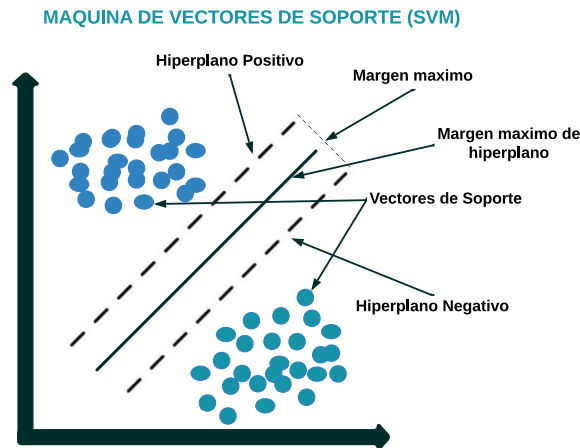 MAQUINA DE VECTORES DE SOPORTE (SVM)
Hiperplano Positivo
Margen maximo
Margen maximo de
hiperplano
Vectores de Soporte
Hiperplano Negativo